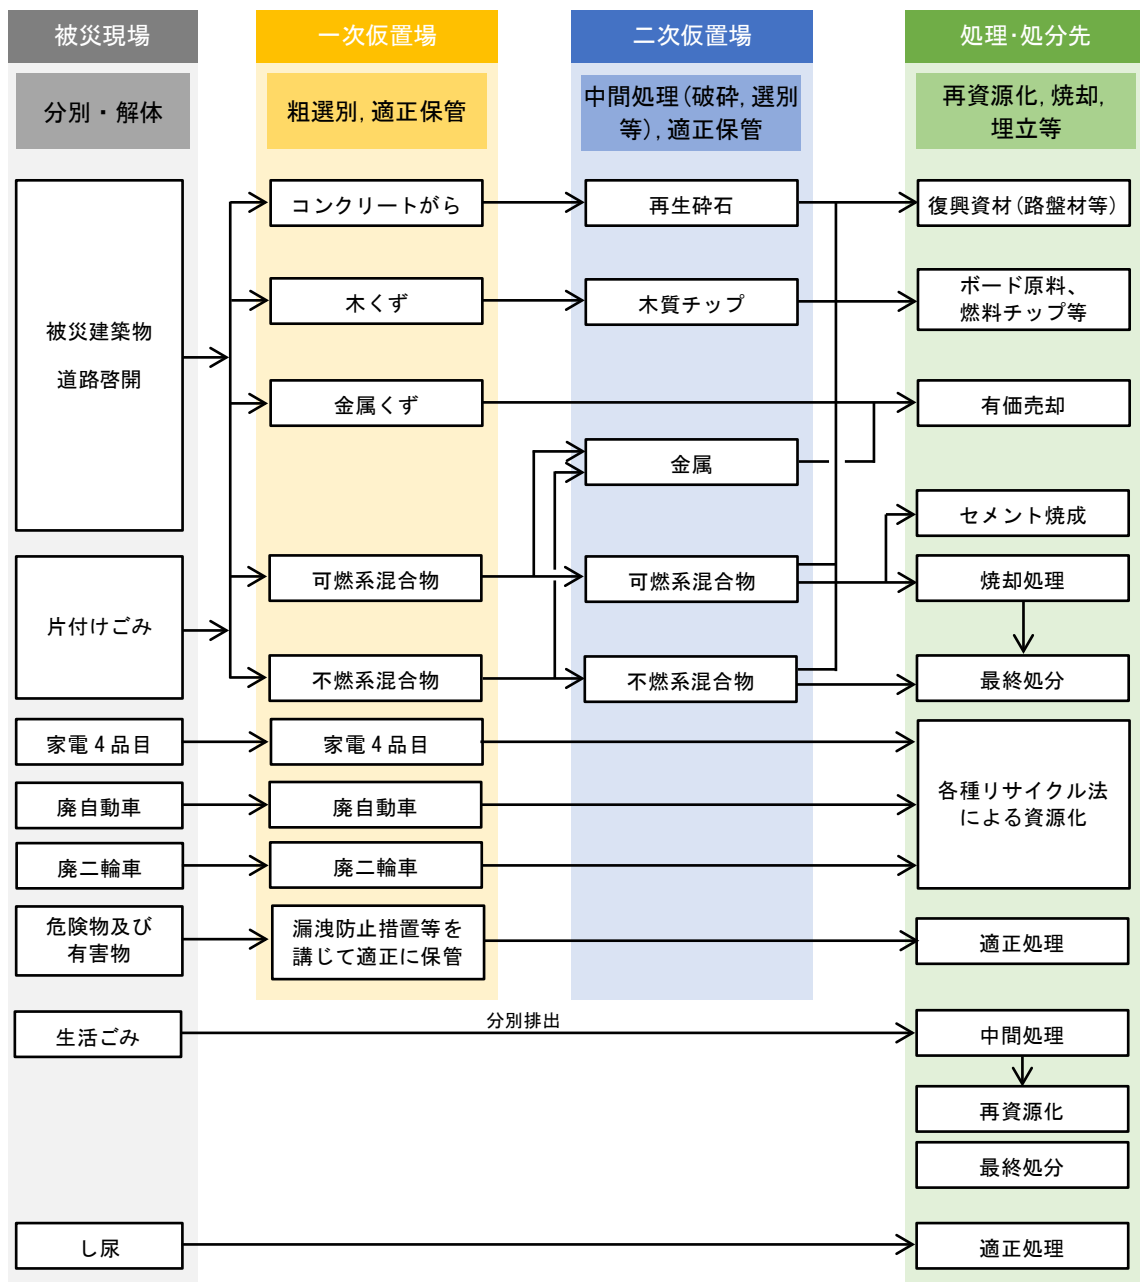 被災現場
一次仮置場
二次仮置場
処理･処分先
分別・解体
粗選別, 適正保管
中間処理(破砕, 選別
等), 適正保管
再資源化, 焼却,
埋立等
被災建築物
道路啓開
コンクリートがら
再生砕石
復興資材(路盤材等)
木くず
木質チップ
ボード原料、
燃料チップ等
金属くず
有価売却
金属
セメント焼成
片付けごみ
可燃系混合物
可燃系混合物
焼却処理
不燃系混合物
不燃系混合物
最終処分
家電４品目
家電４品目
各種リサイクル法
による資源化
廃自動車
廃自動車
廃二輪車
廃二輪車
危険物及び
有害物
漏洩防止措置等を
講じて適正に保管
適正処理
生活ごみ
分別排出
中間処理
再資源化
最終処分
し尿
適正処理